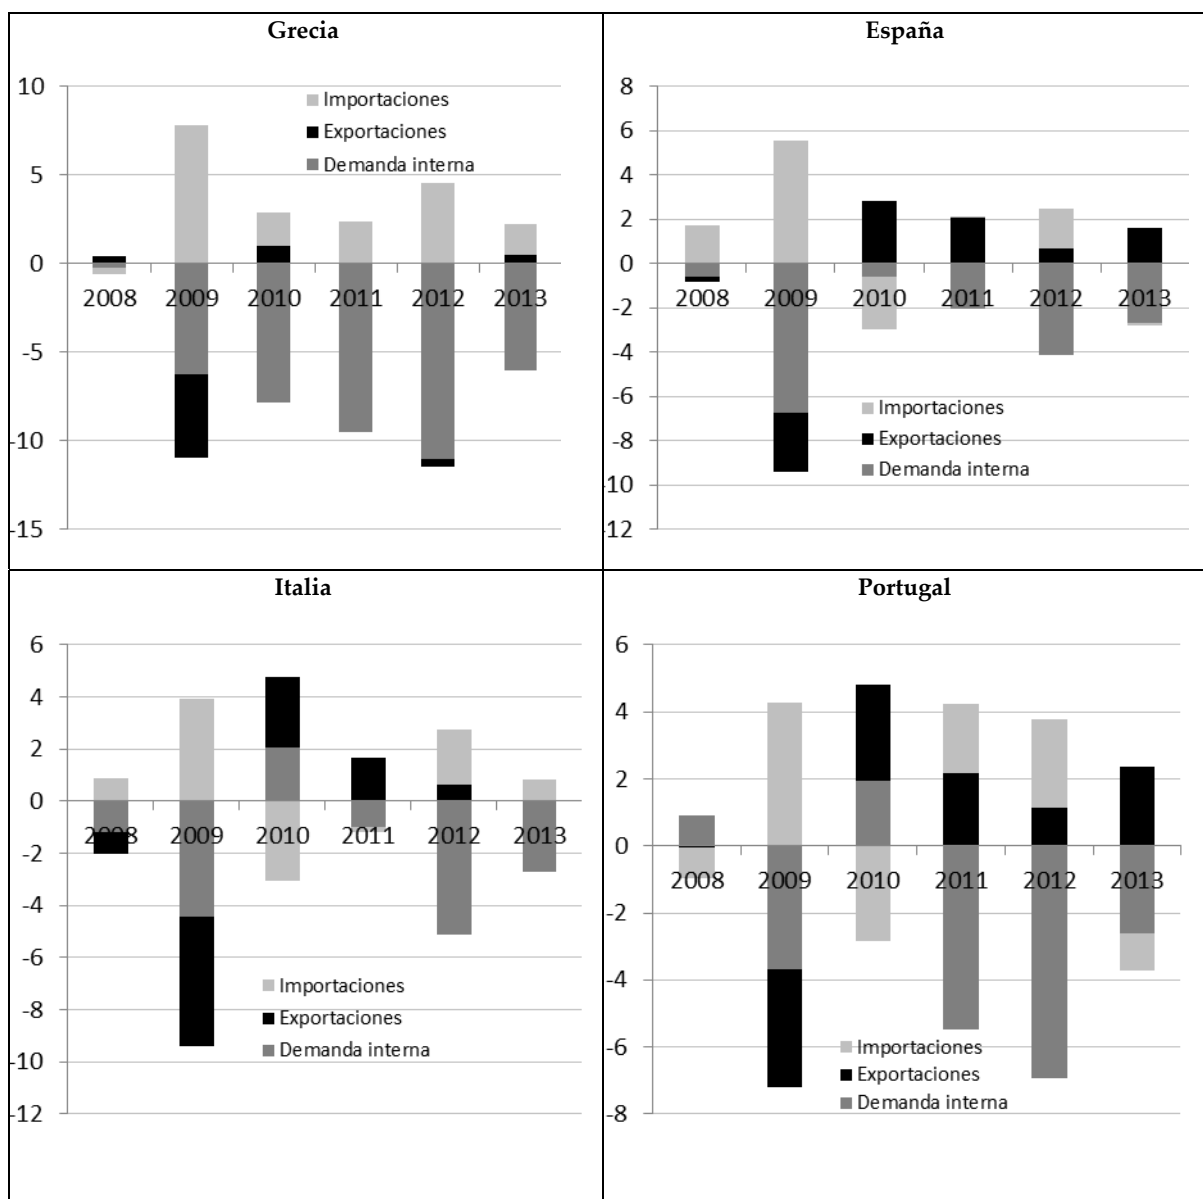 Grecia
10
5
0
-5
-10
-15
Importaciones
Exportaciones
Demanda interna
2008 2009 2010 2011 2012 2013
España
8
6
4
2
0
-2
-4
-6
-8
-10
-12
2008 2009 2010 2011 2012 2013
Importaciones
Exportaciones
Demanda interna
Italia
6
4
2
0
-2
-4
-6
-8
-10
-12
2008 2009 2010 2011 2012 2013
Importaciones
Exportaciones
Demanda interna
Portugal
6
4
2
0
-2
-4
-6
-8
2008 2009 2010 2011 2012 2013
Importaciones
Exportaciones
Demanda interna